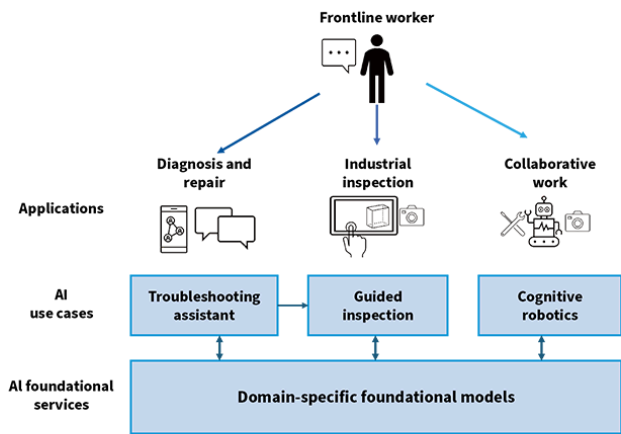 Frontline worker
Diagnosis and
repair
Industrial
inspection
Collaborative
work
Applications
AI
use cases
Troubleshooting
assistant
Guided
inspection
Cognitive
robotics
AI foundational
services
Domain-specific foundational models